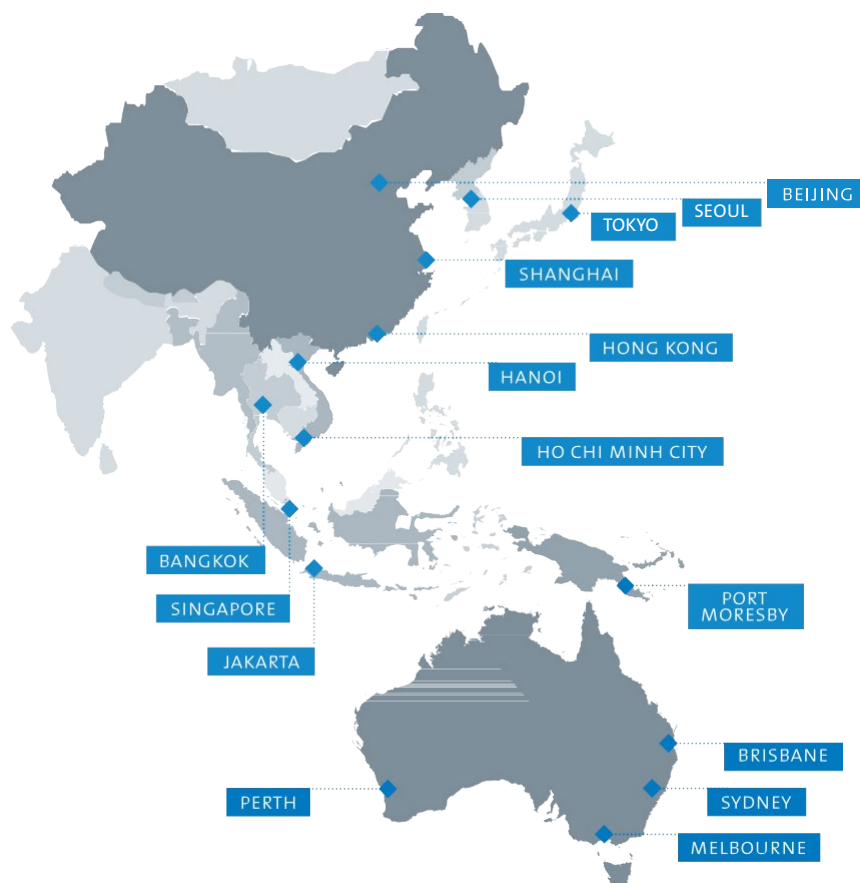 BEIJING
SEOUL
TOKYO
SHANGHAI
HONG KONG
HANOI
HO CHI MINH CITY
BANGKOK
SINGAPORE
PORT
MORESBY
JAKARTA
BRISBANE
PERTH
SYDNEY
MELBOURNE